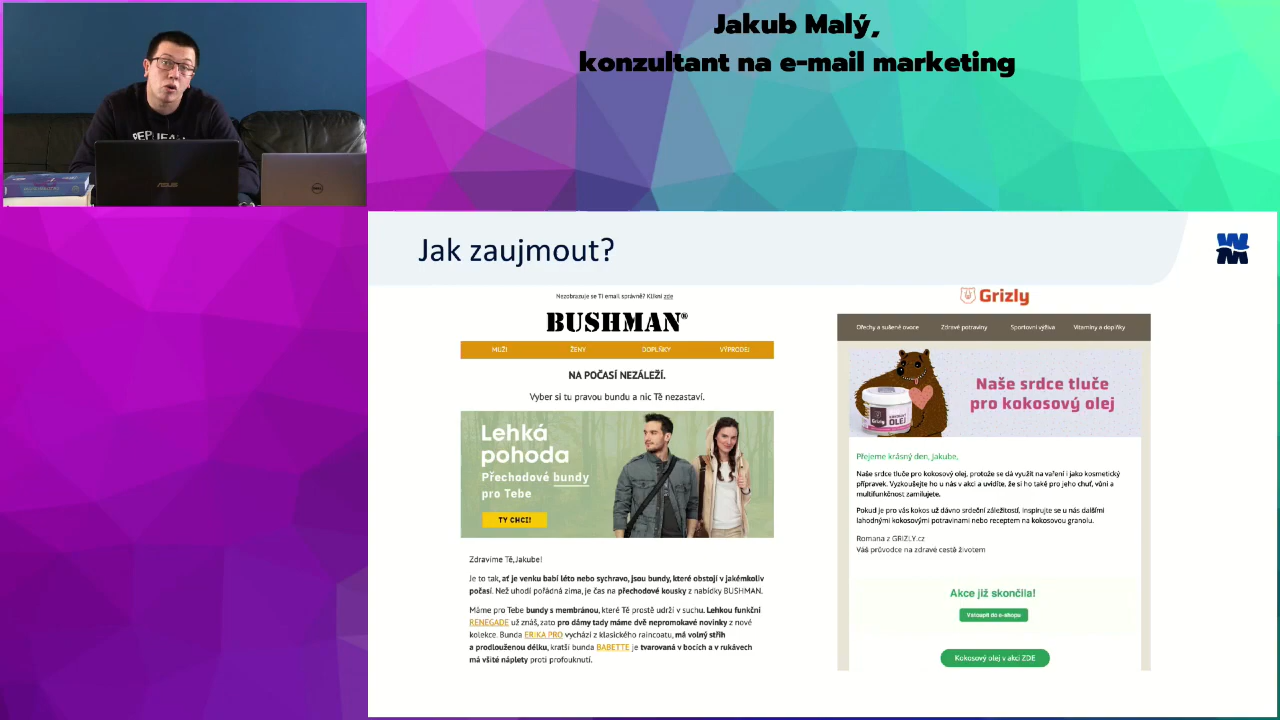 Jakub Malý,
konzultant na e-mail marketing
REPUBLIC
ASUS
DELL
Jak zaujmout?
WM
Nezobrazuje se Ti email správně? Klikni zde
BUSHMAN®
MUŽI ŽENY DOPLŇKY VÝPRODEJ
NA POČASÍ NEZÁLEŽÍ.
Vyber si tu pravou bundu a nic Tě nezastaví.
Lehká
pohoda
Přechodové bundy
pro Tebe
TY CHCI!
Zdravíme Tě, Jakube!
Je to tak, ať je venku babí léto nebo sychravo, jsou bundy, které obstojí v jakémkoliv
počasí. Než uhodí pořádná zima, je čas na přechodové kousky z nabídky BUSHMAN.
Máme pro Tebe bundy s membránou, které Tě prostě udrží v suchu. Lehkou funkční
RENEGADE už znáš, zato pro dámy tady máme dvě nepromokavé novinky z nové
kolekce. Bunda ERIKA PRO vychází z klasického raincoatu, má volný střih
a prodlouženou délku, kratší bunda BABETTE je tvarovaná v bocích a v rukávech
má všité náplety proti profouknutí.
Grizly
Ořechy a sušené ovoce Zdravé potraviny Sportovní výživa Vitamíny a doplňky
Naše srdce tluče
pro kokosový olej
Grizly
OLEJ
Přejeme krásný den, Jakube,
Naše srdce tluče pro kokosový olej, protože se dá využít na vaření i jako kosmetický
přípravek. Vyzkoušejte ho u nás v akci a uvidíte, že si ho také pro jeho chuť, vůni a
multifunkčnost zamilujete.
Pokud je pro vás kokos už dávno srdeční záležitostí, inspirujte se u nás dalšími
lahodnými kokosovými potravinami nebo receptem na kokosovou granolu.
Romana z GRIZLY.cz
Váš průvodce na zdravé cestě životem
Akce již skončila!
Vstoupit do e-shopu
Kokosový olej v akci ZDE